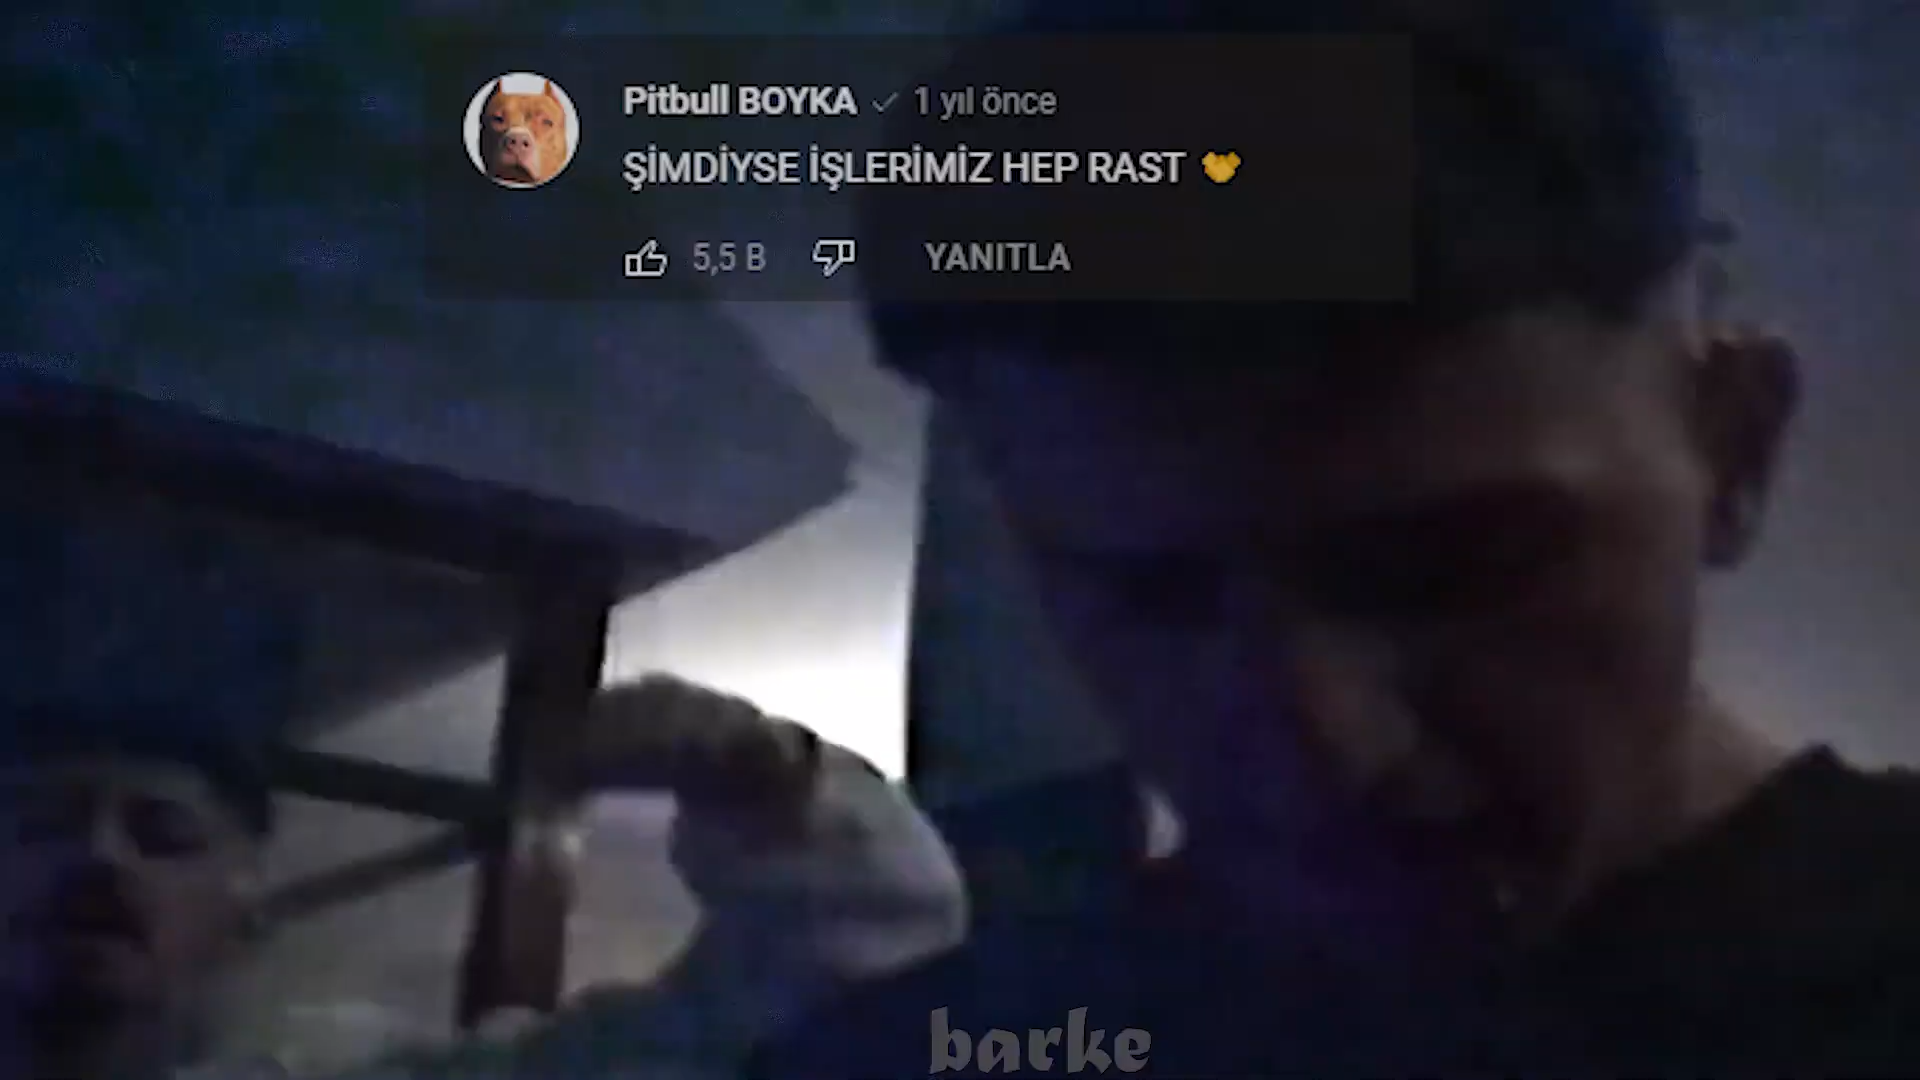 Pitbull BOYKA 1 yıl önce
ŞİMDİYSE İŞLERİMİZ HEP RAST 💛
5,5 B YANITLA
barke